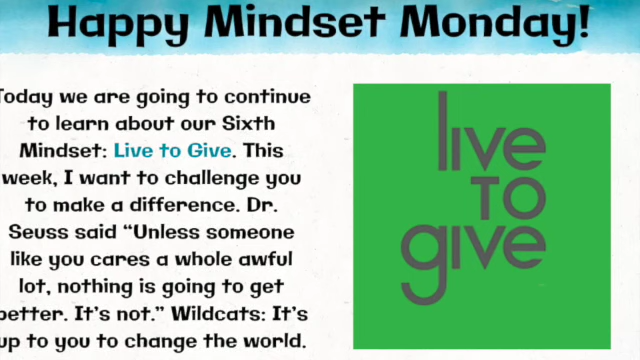 Happy Mindset Monday!
Today we are going to continue
to learn about our Sixth
Mindset: Live to Give. This
week, I want to challenge you
to make a difference. Dr.
Seuss said “Unless someone
like you cares a whole awful
lot, nothing is going to get
better. It’s not.” Wildcats: It’s
up to you to change the world.
live
TO
give